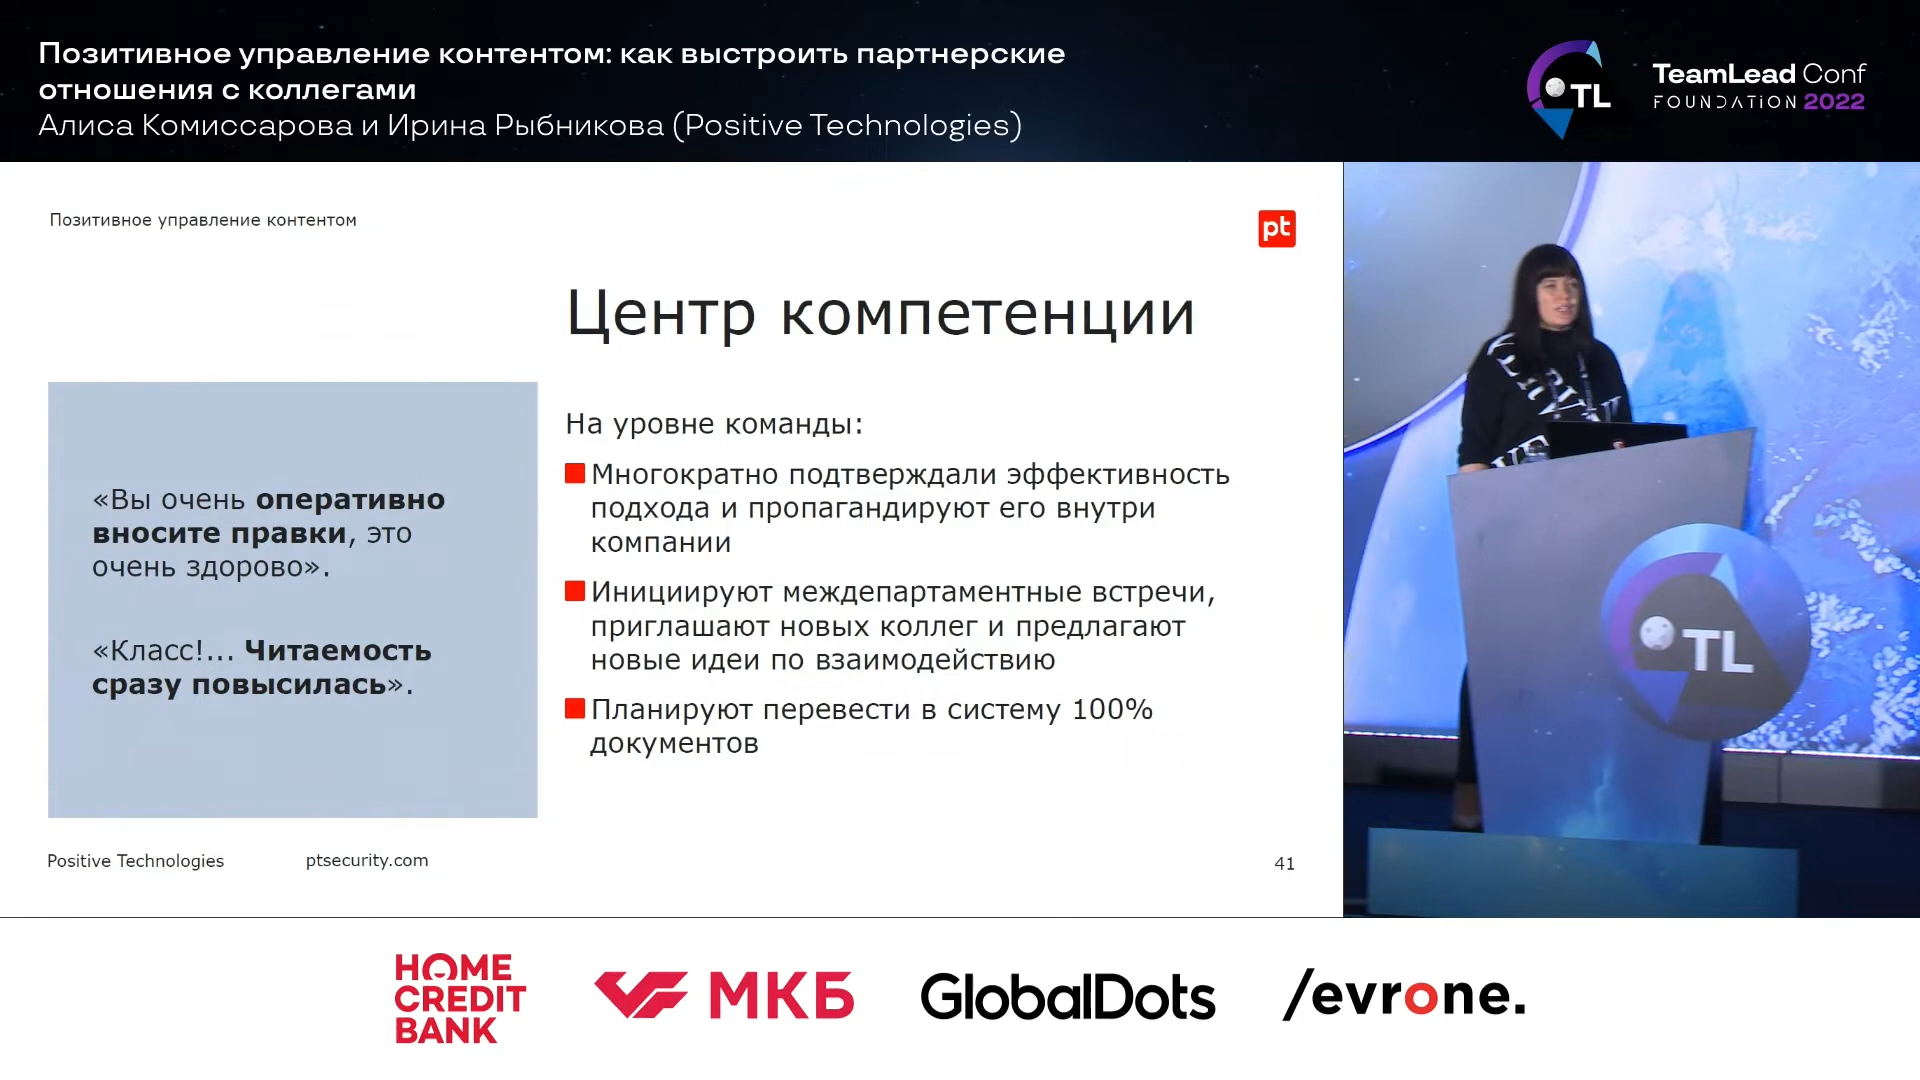 Позитивное управление контентом: как выстроить партнерские
отношения с коллегами
Алиса Комиссарова и Ирина Рыбникова (Positive Technologies)
TL
TeamLead Conf
FOUNDATION 2022
Позитивное управление контентом
pt
Центр компетенции
«Вы очень оперативно
вносите правки, это
очень здорово».
«Класс!... Читаемость
сразу повысилась».
На уровне команды:
Многократно подтверждали эффективность
подхода и пропагандируют его внутри
компании
Инициируют междепартаментные встречи,
приглашают новых коллег и предлагают
новые идеи по взаимодействию
Планируют перевести в систему 100%
документов
Positive Technologies
ptsecurity.com
41
TL
HOME
CREDIT
BANK
МКБ
GlobalDots
/evrone.